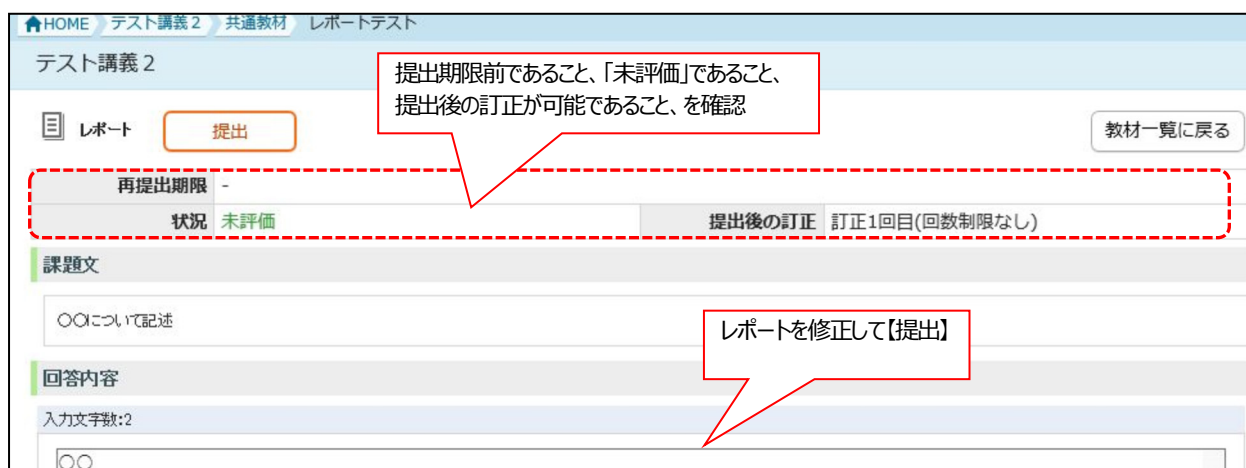 HOME テスト講義2 共通教材 レポートテスト
テスト講義2
提出期限前であること、「未評価」であること、
提出後の訂正が可能であること、を確認
レポート 提出 教材一覧に戻る
再提出期限 -
状況 未評価 提出後の訂正 訂正1回目(回数制限なし)
課題文
〇〇について記述
レポートを修正して【提出】
回答内容
入力文字数:2
〇〇